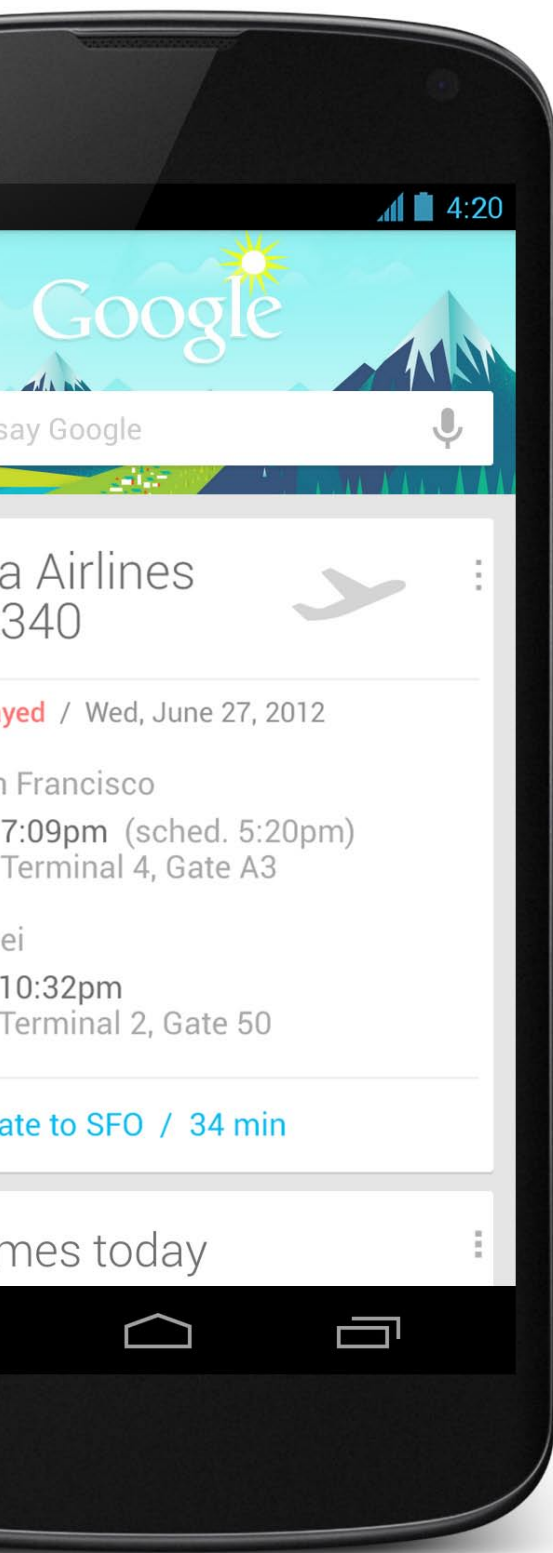 4:20
Google
say Google
a Airlines
340
yed / Wed, June 27, 2012
n Francisco
7:09pm (sched. 5:20pm)
Terminal 4, Gate A3
ei
10:32pm
Terminal 2, Gate 50
ate to SFO / 34 min
mes today